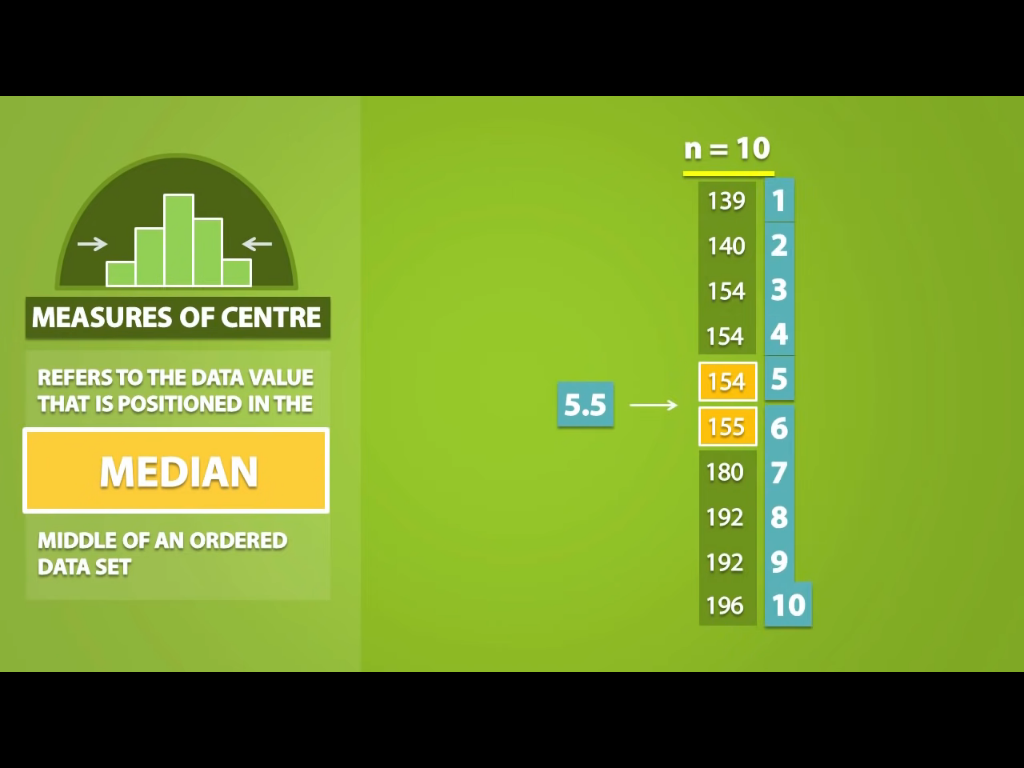 MEASURES OF CENTRE
REFERS TO THE DATA VALUE
THAT IS POSITIONED IN THE
MEDIAN
MIDDLE OF AN ORDERED
DATA SET
5.5
n = 10
139 1
140 2
154 3
154 4
154 5
155 6
180 7
192 8
192 9
196 10